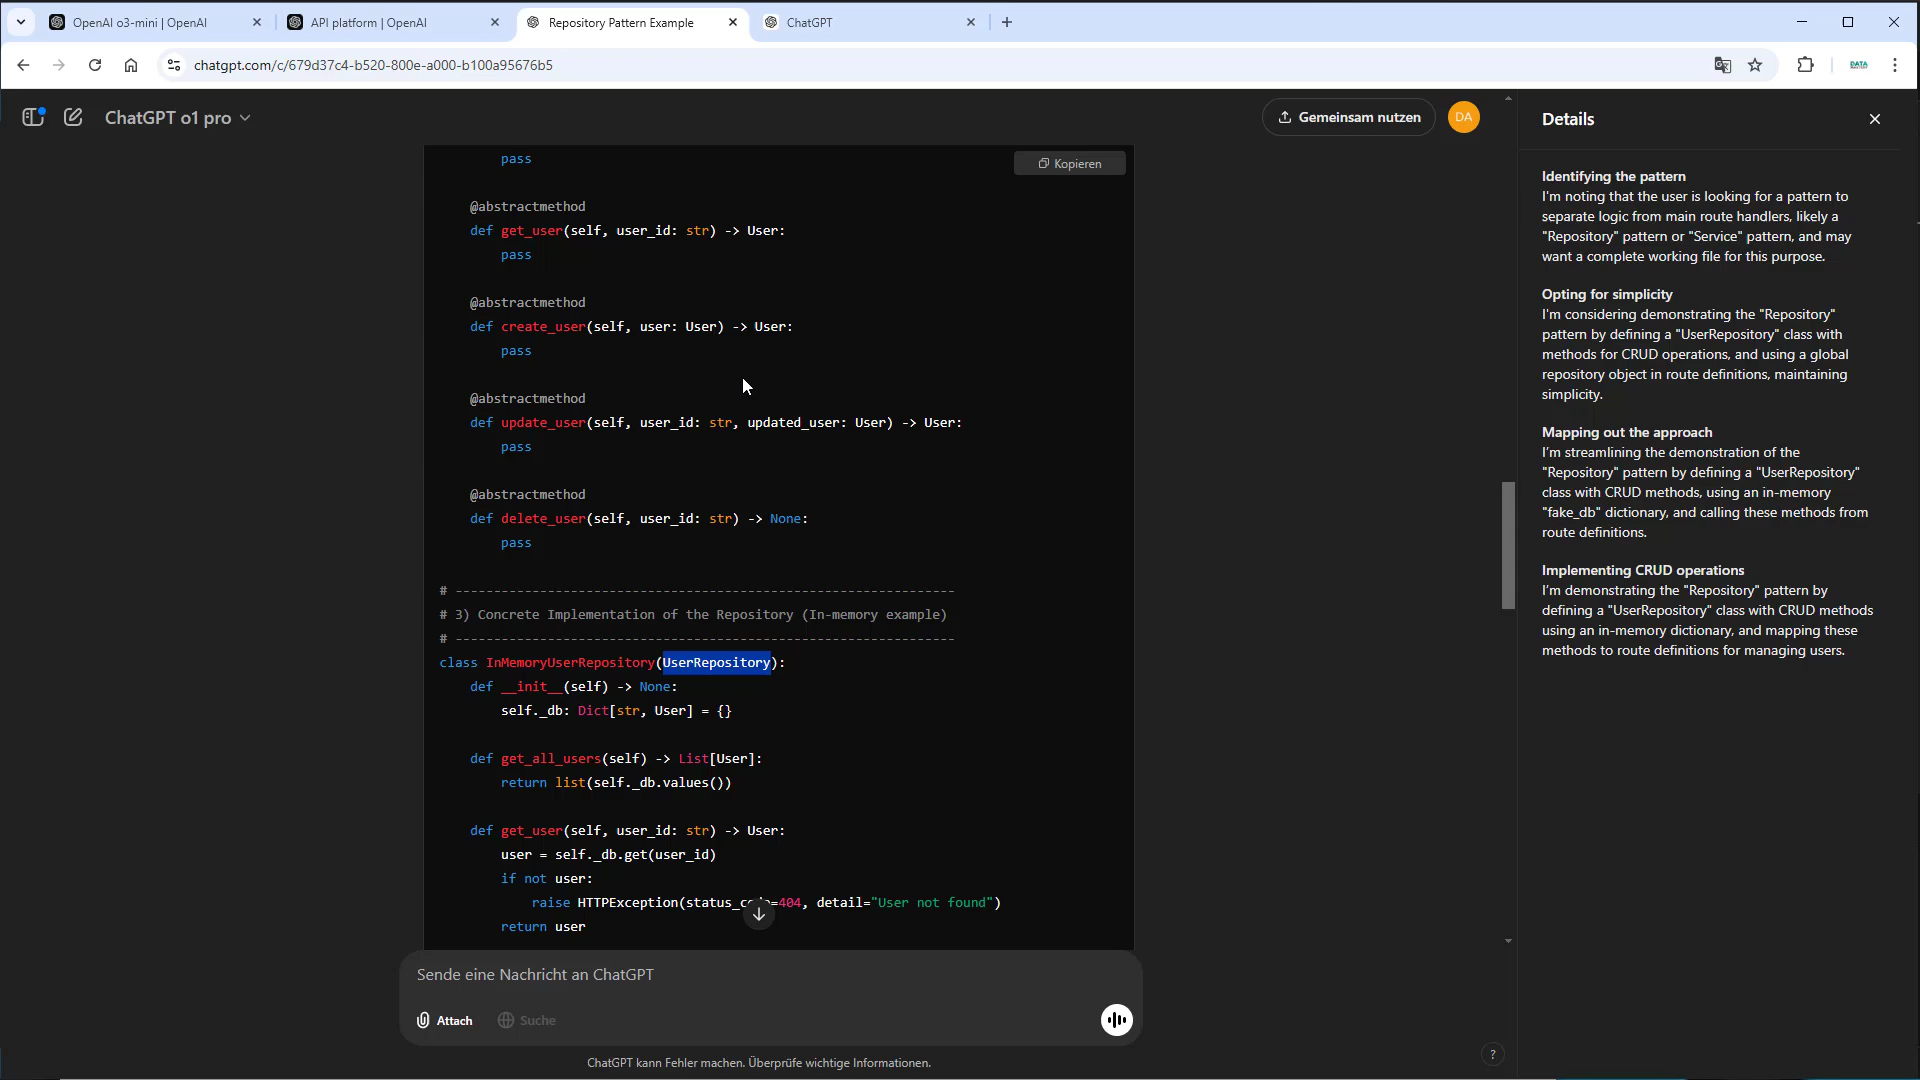 OpenAI o3-mini | OpenAI
API platform | OpenAI
Repository Pattern Example
ChatGPT
chatgpt.com/c/679d37c4-b520-800e-a000-b100a95676b5
DATA
ChatGPT o1 pro
Gemeinsam nutzen
DA
Kopieren
pass
@abstractmethod
def get_user(self, user_id: str) -> User:
pass
@abstractmethod
def create_user(self, user: User) -> User:
pass
@abstractmethod
def update_user(self, user_id: str, updated_user: User) -> User:
pass
@abstractmethod
def delete_user(self, user_id: str) -> None:
pass
# -----------------------------------------------------------------
# 3) Concrete Implementation of the Repository (In-memory example)
# -----------------------------------------------------------------
class InMemoryUserRepository(UserRepository):
def __init__(self) -> None:
self._db: Dict[str, User] = {}
def get_all_users(self) -> List[User]:
return list(self._db.values())
def get_user(self, user_id: str) -> User:
user = self._db.get(user_id)
if not user:
raise HTTPException(status_code=404, detail="User not found")
return user
Sende eine Nachricht an ChatGPT
Attach
Suche
ChatGPT kann Fehler machen. Überprüfe wichtige Informationen.
?
Details
Identifying the pattern
I'm noting that the user is looking for a pattern to
separate logic from main route handlers, likely a
"Repository" pattern or "Service" pattern, and may
want a complete working file for this purpose.
Opting for simplicity
I'm considering demonstrating the "Repository"
pattern by defining a "UserRepository" class with
methods for CRUD operations, and using a global
repository object in route definitions, maintaining
simplicity.
Mapping out the approach
I'm streamlining the demonstration of the
"Repository" pattern by defining a "UserRepository"
class with CRUD methods, using an in-memory
"fake_db" dictionary, and calling these methods from
route definitions.
Implementing CRUD operations
I'm demonstrating the "Repository" pattern by
defining a "UserRepository" class with CRUD methods
using an in-memory dictionary, and mapping these
methods to route definitions for managing users.